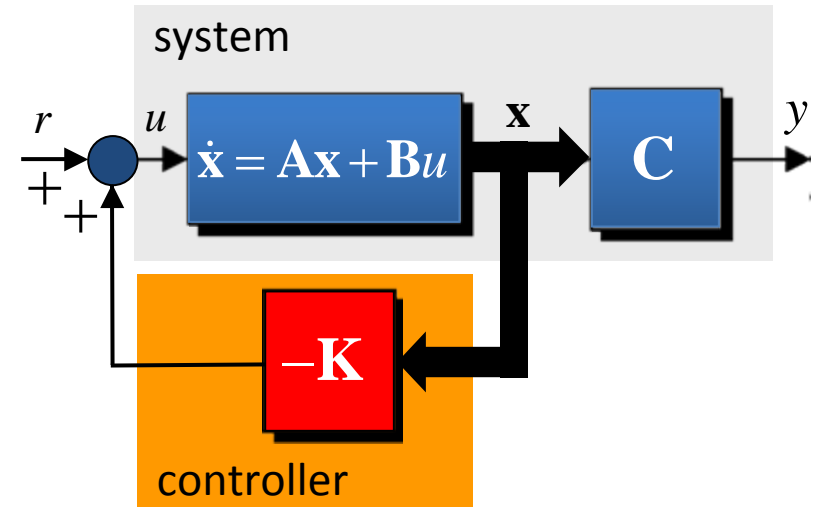 system
r
u
ẋ = Ax + Bu
x
C
y
+
+
−K
controller